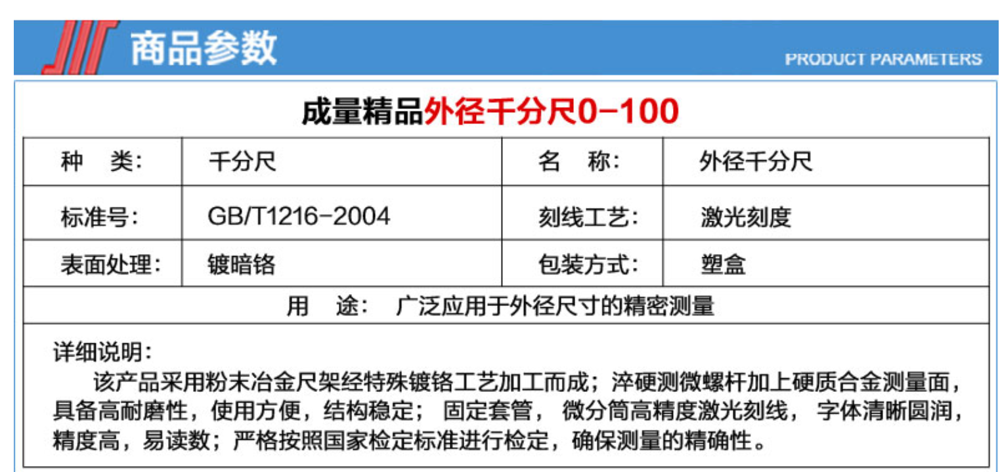 商品参数
PRODUCT PARAMETERS
成量精品外径千分尺0-100
种 类： 千分尺 名 称： 外径千分尺
标准号： GB/T1216-2004 刻线工艺： 激光刻度
表面处理： 镀暗铬 包装方式： 塑盒
用 途： 广泛应用于外径尺寸的精密测量
详细说明：
该产品采用粉末冶金尺架经特殊镀铬工艺加工而成；淬硬测微螺杆加上硬质合金测量面，
具备高耐磨性，使用方便，结构稳定； 固定套管， 微分筒高精度激光刻线， 字体清晰圆润，
精度高，易读数；严格按照国家检定标准进行检定，确保测量的精确性。